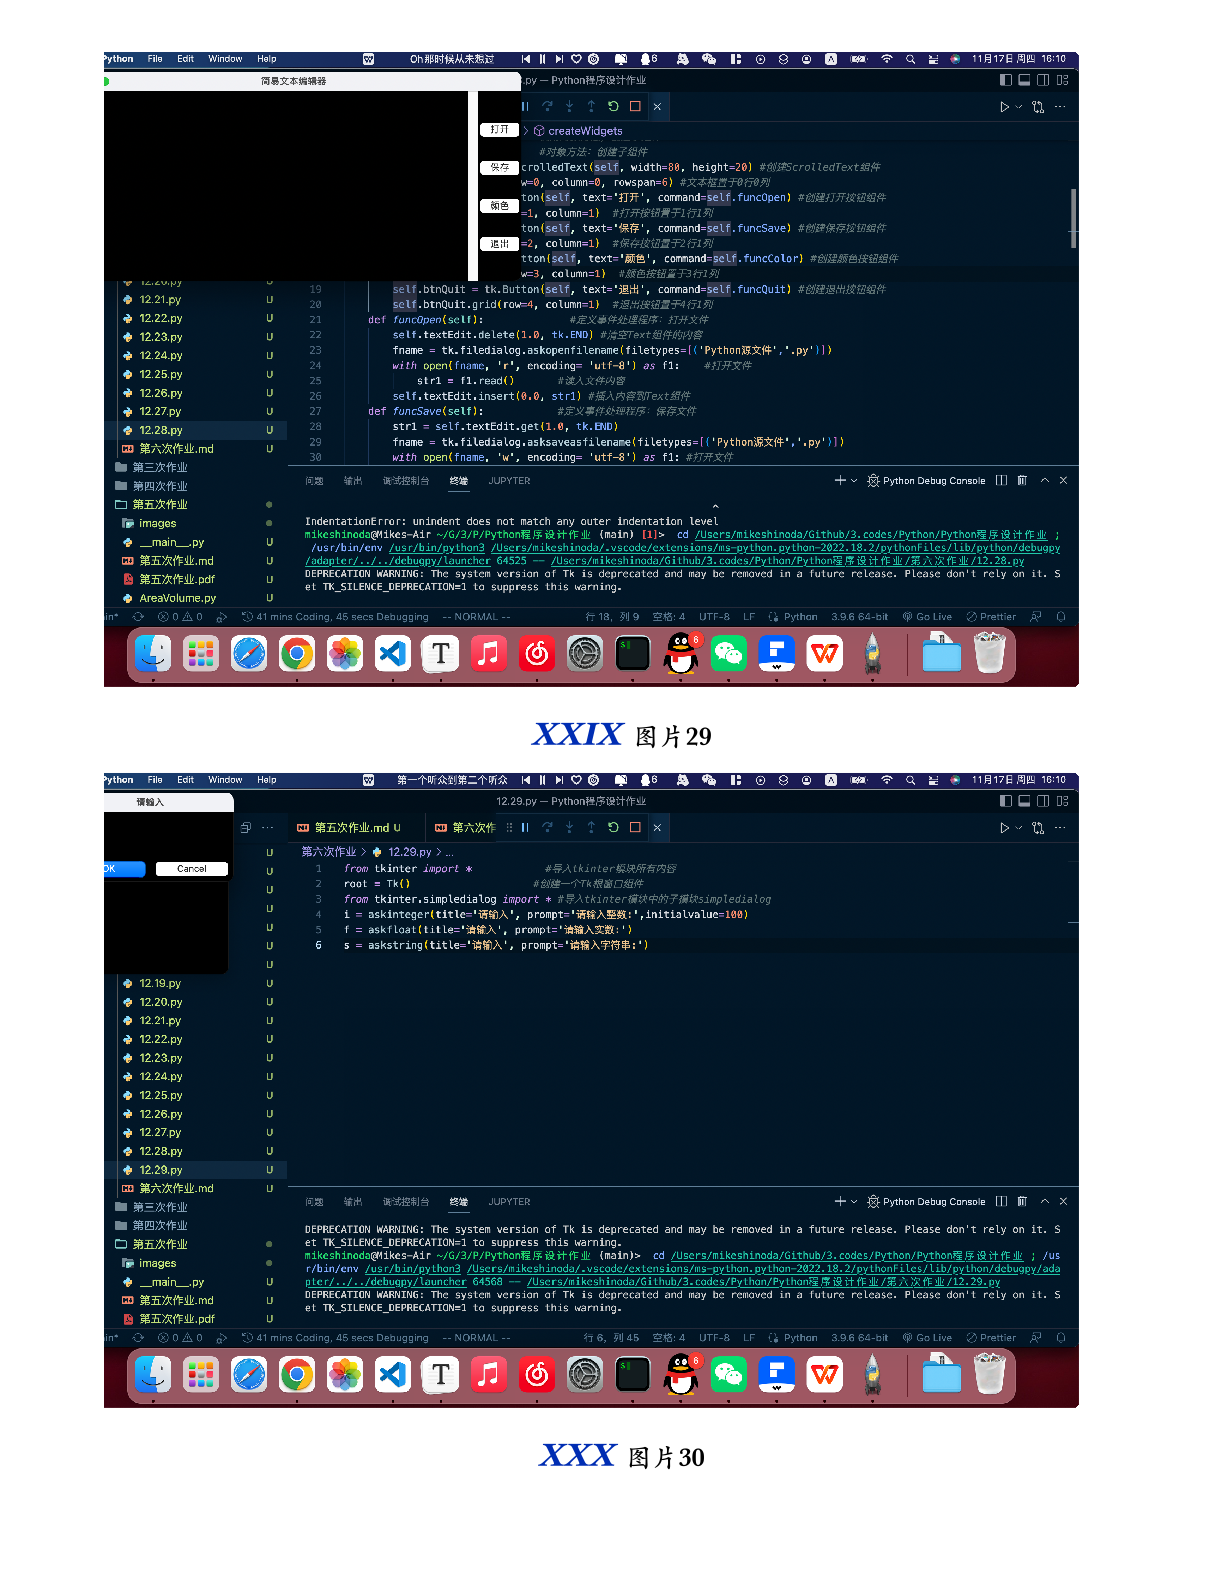 Python File Edit Window Help Oh那时候从未想过 6 A 11月17日 周四 16:10
简易文本编辑器 .py — Python程序设计作业
打开 createWidgets
#对象方法：创建子组件
保存 crolledText(self, width=80, height=20) #创建ScrolledText组件
w=0, column=0, rowspan=6) #文本框置于0行0列
ton(self, text='打开', command=self.funcOpen) #创建打开按钮组件
颜色 =1, column=1) #打开按钮置于1行1列
ton(self, text='保存', command=self.funcSave) #创建保存按钮组件
退出 =2, column=1) #保存按钮置于2行1列
tton(self, text='颜色', command=self.funcColor) #创建颜色按钮组件
w=3, column=1) #颜色按钮置于3行1列
12.20.py U 19 self.btnQuit = tk.Button(self, text='退出', command=self.funcQuit) #创建退出按钮组件
12.21.py U 20 self.btnQuit.grid(row=4, column=1) #退出按钮置于4行1列
12.22.py U 21 def funcOpen(self): #定义事件处理程序：打开文件
12.23.py U 22 self.textEdit.delete(1.0, tk.END) #清空Text组件的内容
12.24.py U 23 fname = tk.filedialog.askopenfilename(filetypes=[('Python源文件','.py')])
24 with open(fname, 'r', encoding= 'utf-8') as f1: #打开文件
12.25.py U 25 str1 = f1.read() #读入文件内容
12.26.py U 26 self.textEdit.insert(0.0, str1) #插入内容到Text组件
12.27.py U 27 def funcSave(self): #定义事件处理程序：保存文件
12.28.py U 28 str1 = self.textEdit.get(1.0, tk.END)
第六次作业.md U 29 fname = tk.filedialog.asksaveasfilename(filetypes=[('Python源文件','.py')])
30 with open(fname, 'w', encoding= 'utf-8') as f1: #打开文件
第三次作业
第四次作业 问题 输出 调试控制台 终端 JUPYTER Python Debug Console
第五次作业
images
__main__.py
第五次作业.md U
第五次作业.pdf U
AreaVolume.py U
^
IndentationError: unindent does not match any outer indentation level
mikeshinoda@Mikes-Air ~/G/3/P/Python程序设计作业 (main) [1]> cd /Users/mikeshinoda/Github/3.codes/Python/Python程序设计作业 ;
/usr/bin/env /usr/bin/python3 /Users/mikeshinoda/.vscode/extensions/ms-python.python-2022.18.2/pythonFiles/lib/python/debugpy
/adapter/../../debugpy/launcher 64525 -- /Users/mikeshinoda/Github/3.codes/Python/Python程序设计作业/第六次作业/12.28.py
DEPRECATION WARNING: The system version of Tk is deprecated and may be removed in a future release. Please don't rely on it. S
et TK_SILENCE_DEPRECATION=1 to suppress this warning.
in* 0 0 41 mins Coding, 45 secs Debugging -- NORMAL -- 行 18, 列 9 空格: 4 UTF-8 LF Python 3.9.6 64-bit Go Live Prettier
6
XXIX 图片29
Python File Edit Window Help 第一个听众到第二个听众 6 A 11月17日 周四 16:10
请输入 12.29.py — Python程序设计作业
第五次作业.md U 第六次作
OK Cancel
第六次作业 > 12.29.py > ...
1 from tkinter import * #导入tkinter模块所有内容
2 root = Tk() #创建一个Tk根窗口组件
3 from tkinter.simpledialog import * #导入tkinter模块中的子模块simpledialog
4 i = askinteger(title='请输入', prompt='请输入整数:',initialvalue=100)
5 f = askfloat(title='请输入', prompt='请输入实数:')
6 s = askstring(title='请输入', prompt='请输入字符串:')
U
U
U
U
U
U
U
12.19.py U
12.20.py U
12.21.py U
12.22.py U
12.23.py U
12.24.py U
12.25.py U
12.26.py U
12.27.py U
12.28.py U
12.29.py U
第六次作业.md U
第三次作业
第四次作业
第五次作业
images
__main__.py U
第五次作业.md U
第五次作业.pdf U
问题 输出 调试控制台 终端 JUPYTER Python Debug Console
DEPRECATION WARNING: The system version of Tk is deprecated and may be removed in a future release. Please don't rely on it. S
et TK_SILENCE_DEPRECATION=1 to suppress this warning.
mikeshinoda@Mikes-Air ~/G/3/P/Python程序设计作业 (main)> cd /Users/mikeshinoda/Github/3.codes/Python/Python程序设计作业 ; /us
r/bin/env /usr/bin/python3 /Users/mikeshinoda/.vscode/extensions/ms-python.python-2022.18.2/pythonFiles/lib/python/debugpy/ada
pter/../../debugpy/launcher 64568 -- /Users/mikeshinoda/Github/3.codes/Python/Python程序设计作业/第六次作业/12.29.py
DEPRECATION WARNING: The system version of Tk is deprecated and may be removed in a future release. Please don't rely on it. S
et TK_SILENCE_DEPRECATION=1 to suppress this warning.
in* 0 0 41 mins Coding, 45 secs Debugging -- NORMAL -- 行 6, 列 45 空格: 4 UTF-8 LF Python 3.9.6 64-bit Go Live Prettier
6
XXX 图片30